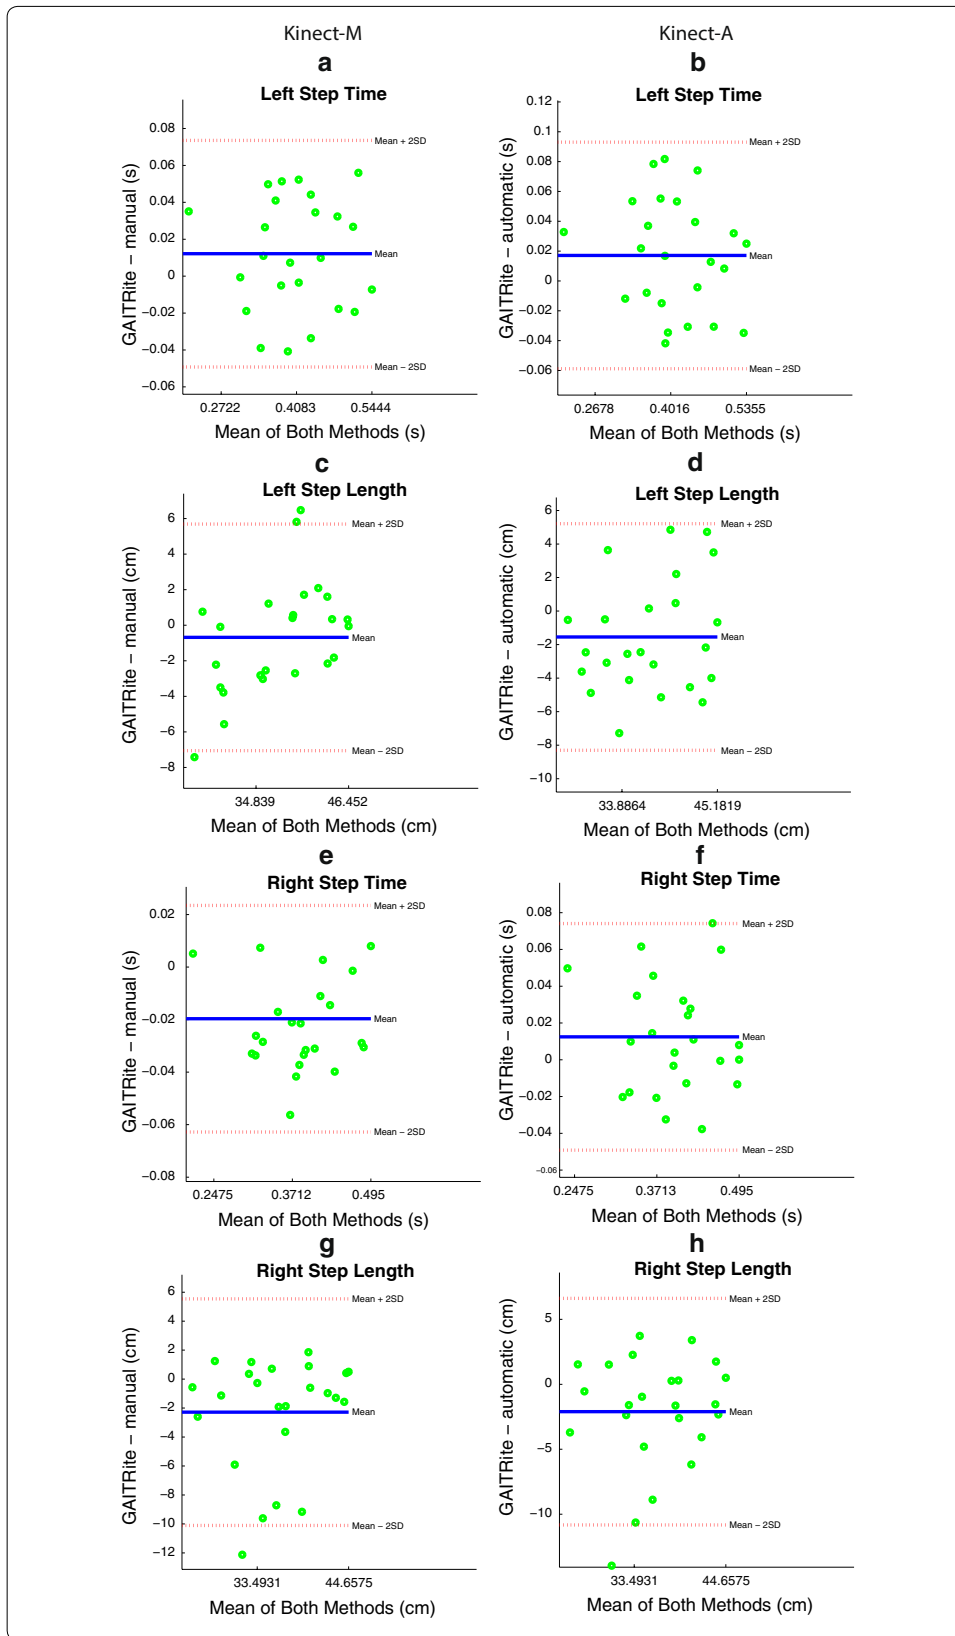 Kinect-M
Kinect-A
a
Left Step Time
GAITRite – manual (s)
0.08
0.06
0.04
0.02
0
−0.02
−0.04
−0.06
Mean + 2SD
Mean
Mean − 2SD
0.2722 0.4083 0.5444
Mean of Both Methods (s)
b
Left Step Time
GAITRite – automatic (s)
0.12
0.1
0.08
0.06
0.04
0.02
0
−0.02
−0.04
−0.06
Mean + 2SD
Mean
Mean − 2SD
0.2678 0.4016 0.5355
Mean of Both Methods (s)
c
Left Step Length
GAITRite – manual (cm)
6
4
2
0
−2
−4
−6
−8
Mean + 2SD
Mean
Mean − 2SD
34.839 46.452
Mean of Both Methods (cm)
d
Left Step Length
GAITRite – automatic (cm)
6
4
2
0
−2
−4
−6
−8
−10
Mean + 2SD
Mean
Mean − 2SD
33.8864 45.1819
Mean of Both Methods (cm)
e
Right Step Time
GAITRite – manual (s)
0.02
0
−0.02
−0.04
−0.06
−0.08
Mean + 2SD
Mean
Mean − 2SD
0.2475 0.3712 0.495
Mean of Both Methods (s)
f
Right Step Time
GAITRite – automatic (s)
0.08
0.06
0.04
0.02
0
−0.02
−0.04
−0.06
Mean + 2SD
Mean
Mean − 2SD
0.2475 0.3713 0.495
Mean of Both Methods (s)
g
Right Step Length
GAITRite – manual (cm)
6
4
2
0
−2
−4
−6
−8
−10
−12
Mean + 2SD
Mean
Mean − 2SD
33.4931 44.6575
Mean of Both Methods (cm)
h
Right Step Length
GAITRite – automatic (cm)
5
0
−5
−10
Mean + 2SD
Mean
Mean − 2SD
33.4931 44.6575
Mean of Both Methods (cm)